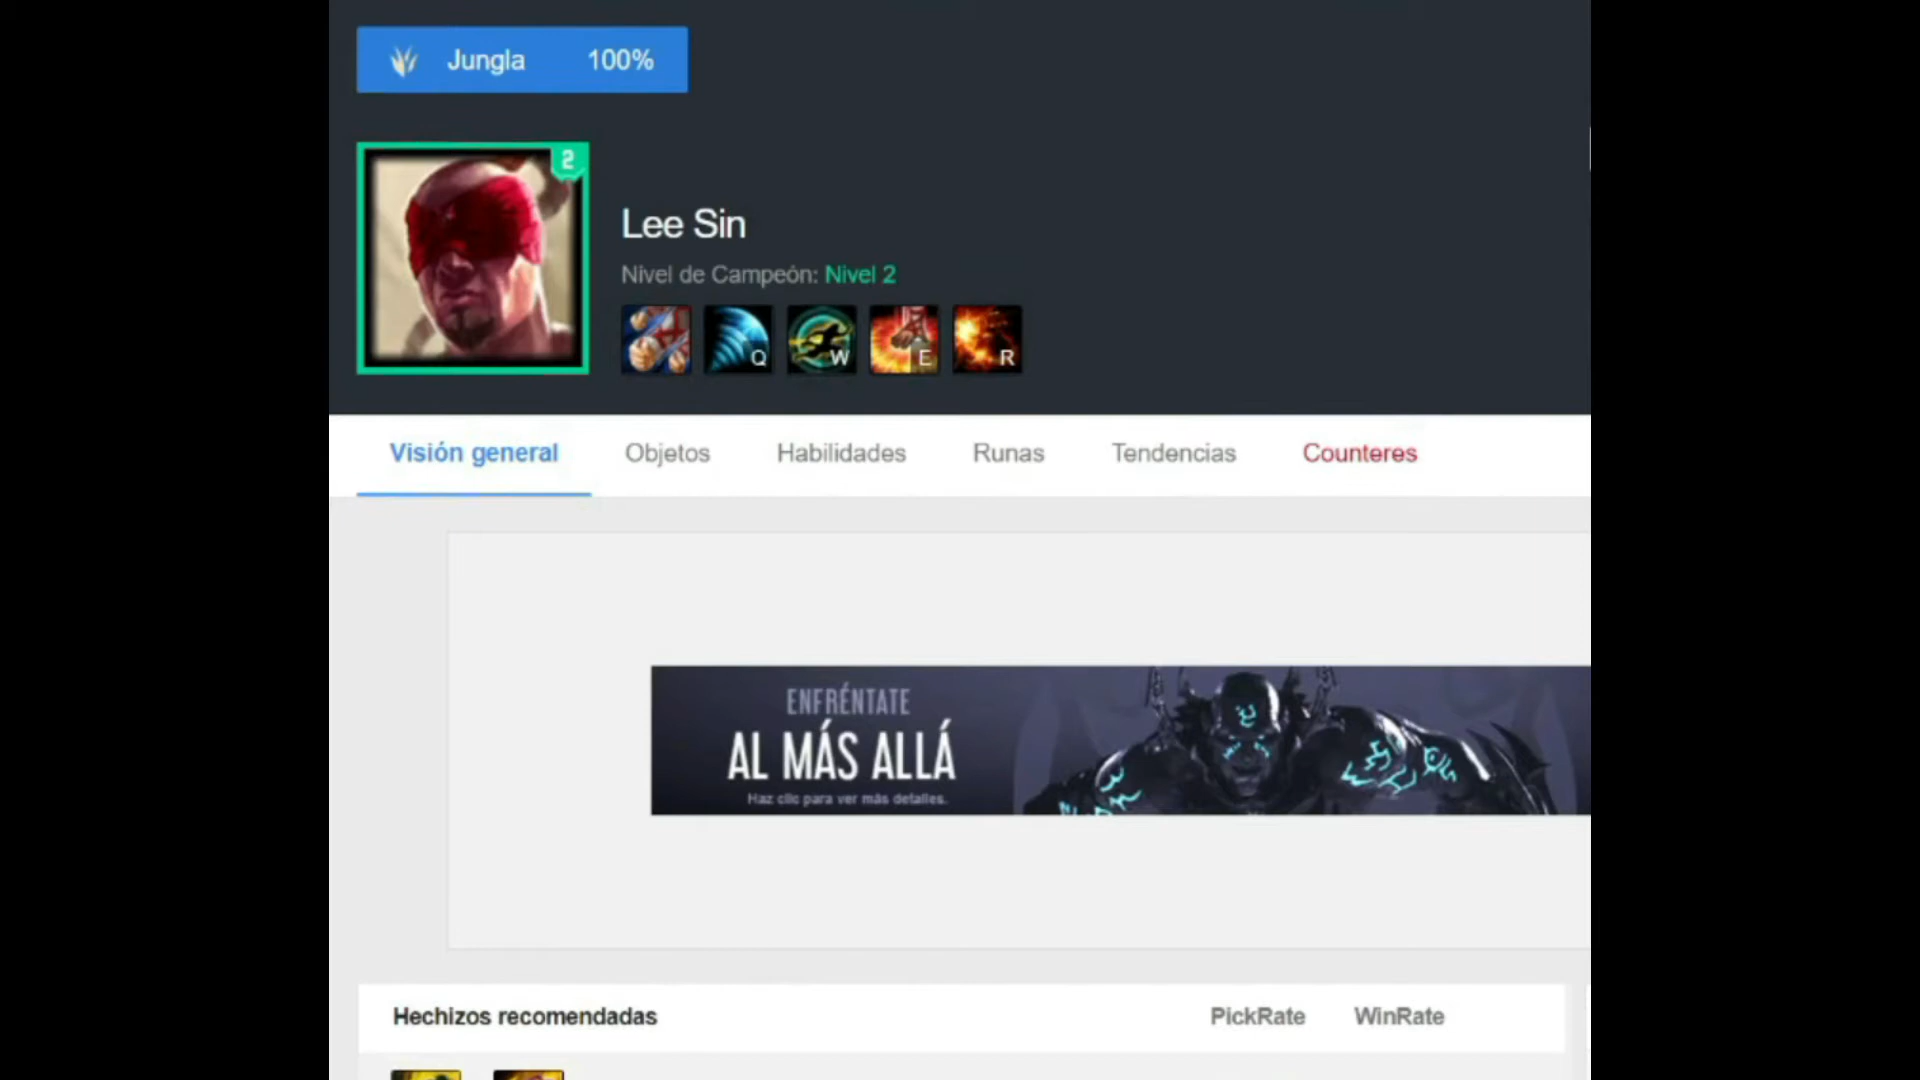 Jungla 100%
2
Lee Sin
Nivel de Campeón: Nivel 2
Q W E R
Visión general Objetos Habilidades Runas Tendencias Counteres
ENFRÉNTATE
AL MÁS ALLÁ
Haz clic para ver más detalles.
Hechizos recomendadas PickRate WinRate